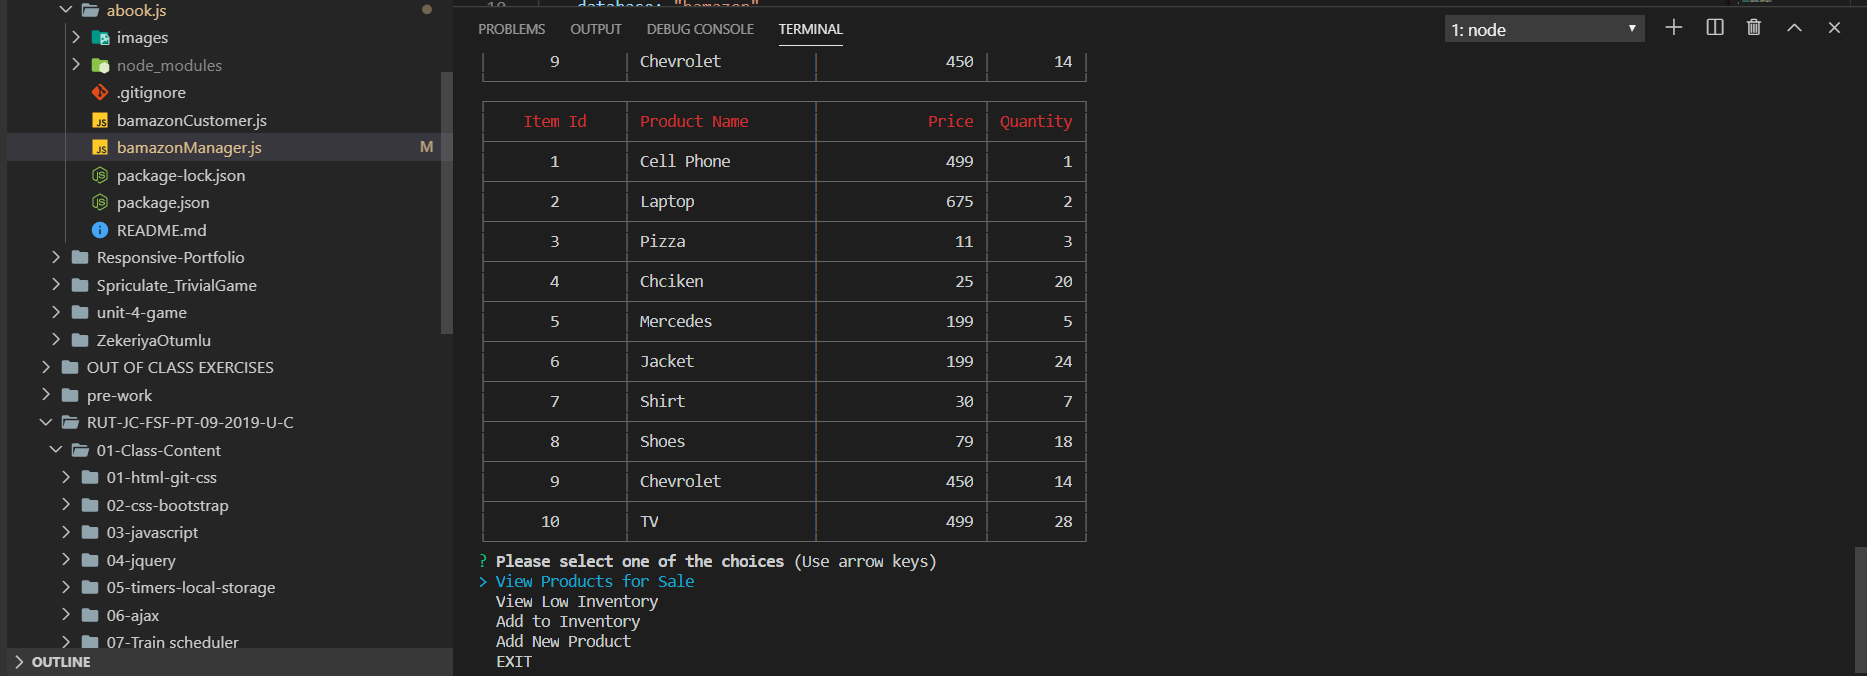 abook.js
images
node_modules
.gitignore
bamazonCustomer.js
bamazonManager.js M
package-lock.json
package.json
README.md
Responsive-Portfolio
Spriculate_TrivialGame
unit-4-game
ZekeriyaOtumlu
OUT OF CLASS EXERCISES
pre-work
RUT-JC-FSF-PT-09-2019-U-C
01-Class-Content
01-html-git-css
02-css-bootstrap
03-javascript
04-jquery
05-timers-local-storage
06-ajax
07-Train scheduler
OUTLINE
10 database: "bamazon"
PROBLEMS OUTPUT DEBUG CONSOLE TERMINAL 1: node
9 Chevrolet 450 14
Item Id Product Name Price Quantity
1 Cell Phone 499 1
2 Laptop 675 2
3 Pizza 11 3
4 Chciken 25 20
5 Mercedes 199 5
6 Jacket 199 24
7 Shirt 30 7
8 Shoes 79 18
9 Chevrolet 450 14
10 TV 499 28
? Please select one of the choices (Use arrow keys)
> View Products for Sale
View Low Inventory
Add to Inventory
Add New Product
EXIT